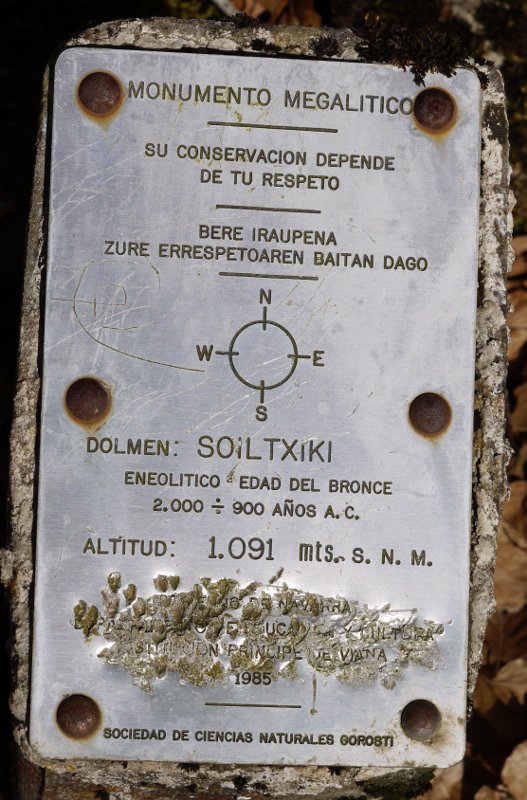 MONUMENTO MEGALITICO
SU CONSERVACION DEPENDE
DE TU RESPETO
BERE IRAUPENA
ZURE ERRESPETOAREN BAITAN DAGO
N
W E
S
DOLMEN: SOiLTXiKI
ENEOLITICO - EDAD DEL BRONCE
2.000 ÷ 900 AÑOS A.C.
ALTITUD: 1.091 mts. S. N. M.
DE NAVARRA
Y CULTURA
PRINCIPE DE VIANA
1985
SOCIEDAD DE CIENCIAS NATURALES GOROSTI